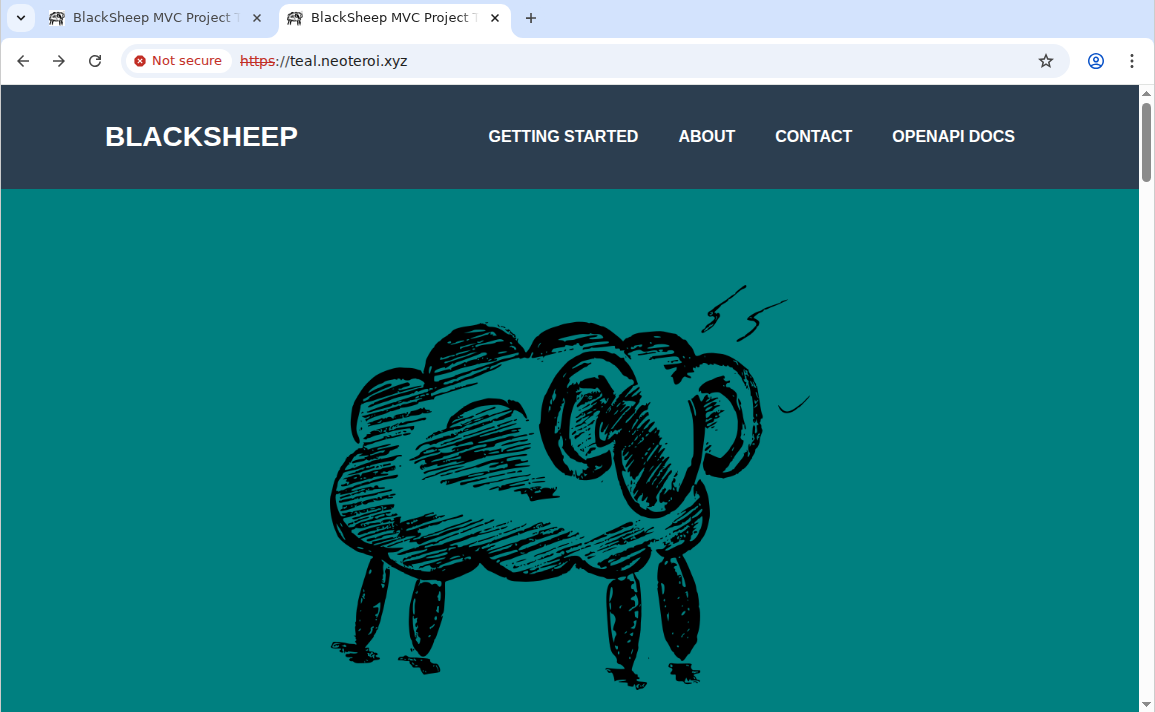 BlackSheep MVC Project
BlackSheep MVC Project
Not secure
https://teal.neoteroi.xyz
BLACKSHEEP
GETTING STARTED
ABOUT
CONTACT
OPENAPI DOCS